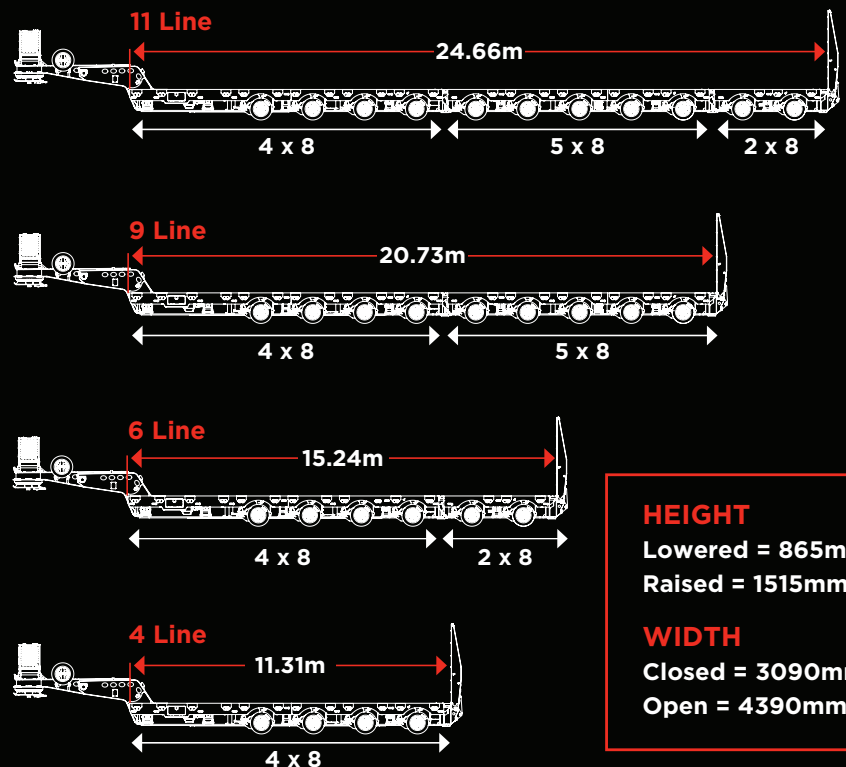 11 Line
24.66m
4 x 8
5 x 8
2 x 8
9 Line
20.73m
4 x 8
5 x 8
6 Line
15.24m
4 x 8
2 x 8
HEIGHT
Lowered = 865m
Raised = 1515mm
WIDTH
Closed = 3090mm
Open = 4390mm
4 Line
11.31m
4 x 8